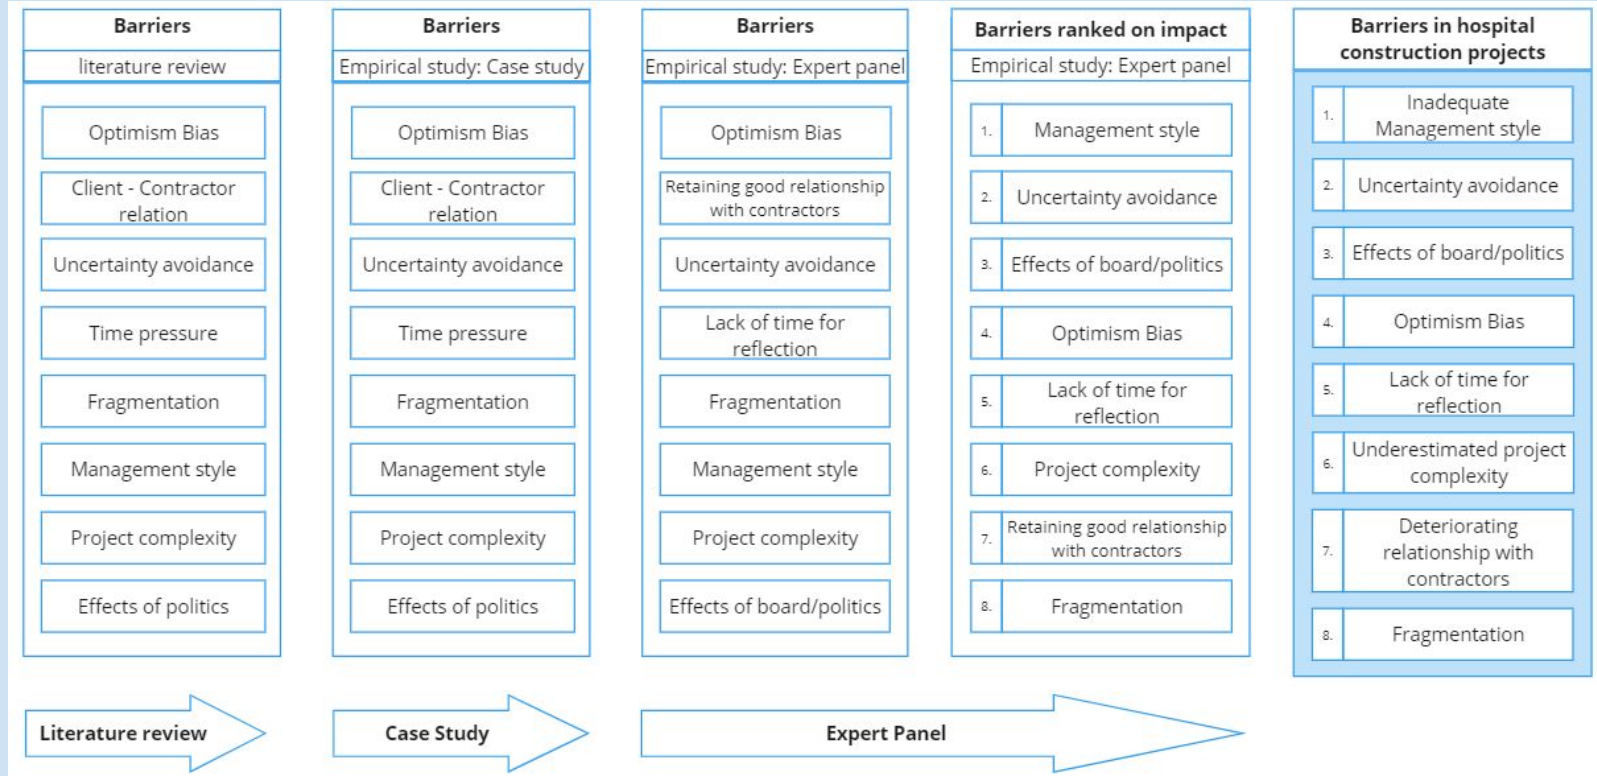 Barriers
literature review
Optimism Bias
Client - Contractor
relation
Uncertainty avoidance
Time pressure
Fragmentation
Management style
Project complexity
Effects of politics
Barriers
Empirical study: Case study
Optimism Bias
Client - Contractor
relation
Uncertainty avoidance
Time pressure
Fragmentation
Management style
Project complexity
Effects of politics
Barriers
Empirical study: Expert panel
Optimism Bias
Retaining good relationship
with contractors
Uncertainty avoidance
Lack of time for
reflection
Fragmentation
Management style
Project complexity
Effects of board/politics
Barriers ranked on impact
Empirical study: Expert panel
1. Management style
2. Uncertainty avoidance
3. Effects of board/politics
4. Optimism Bias
5. Lack of time for
reflection
6. Project complexity
7. Retaining good relationship
with contractors
8. Fragmentation
Barriers in hospital
construction projects
1. Inadequate
Management style
2. Uncertainty avoidance
3. Effects of board/politics
4. Optimism Bias
5. Lack of time for
reflection
6. Underestimated project
complexity
7. Deteriorating
relationship with
contractors
8. Fragmentation
Literature review
Case Study
Expert Panel